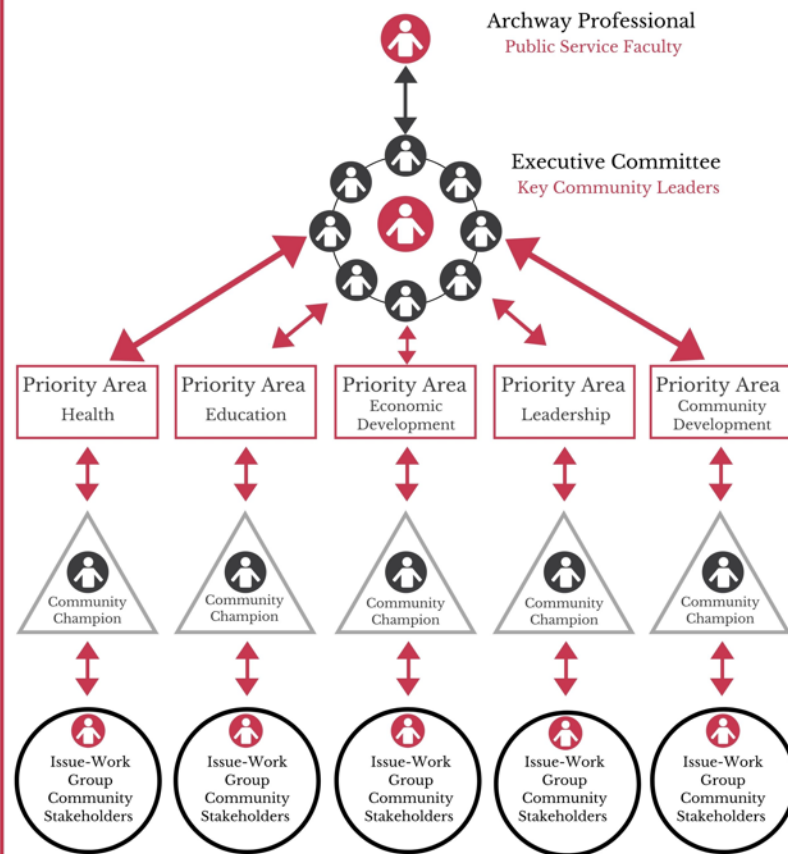 Archway Professional
Public Service Faculty
Executive Committee
Key Community Leaders
Priority Area
Health
Priority Area
Education
Priority Area
Economic
Development
Priority Area
Leadership
Priority Area
Community
Development
Community
Champion
Community
Champion
Community
Champion
Community
Champion
Community
Champion
Issue-Work
Group
Community
Stakeholders
Issue-Work
Group
Community
Stakeholders
Issue-Work
Group
Community
Stakeholders
Issue-Work
Group
Community
Stakeholders
Issue-Work
Group
Community
Stakeholders